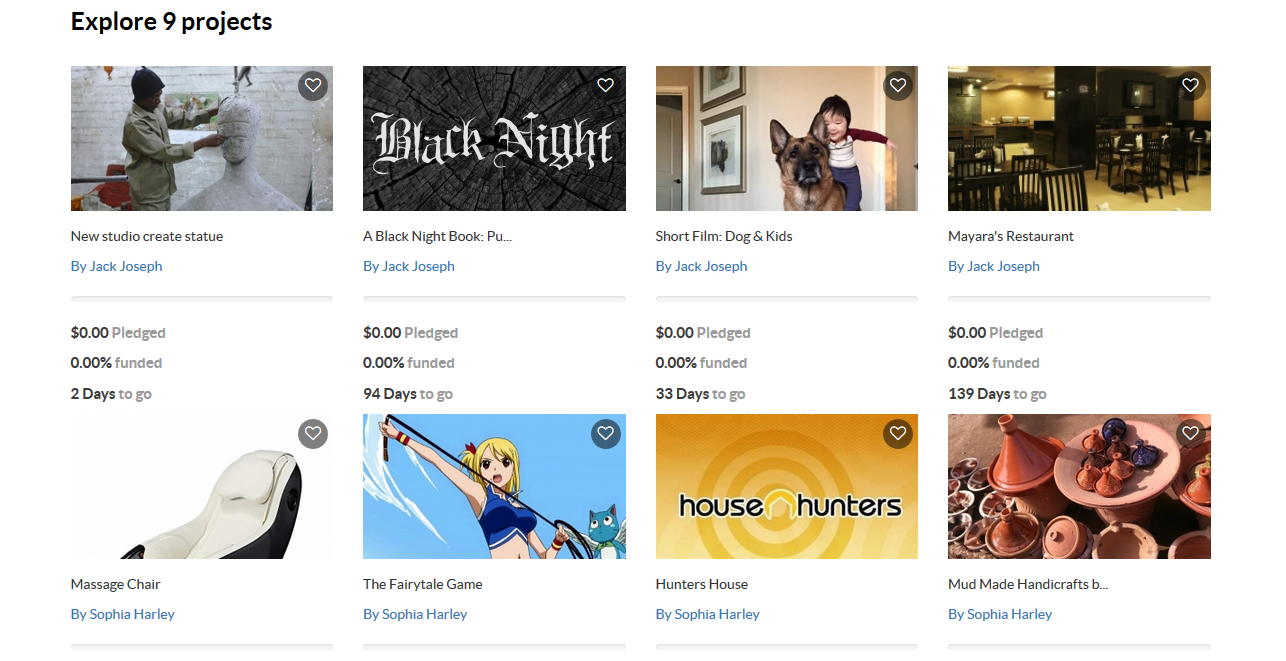 Explore 9 projects
Black Night
New studio create statue
A Black Night Book: Pu...
Short Film: Dog & Kids
Mayara's Restaurant
By Jack Joseph
By Jack Joseph
By Jack Joseph
By Jack Joseph
$0.00 Pledged
$0.00 Pledged
$0.00 Pledged
$0.00 Pledged
0.00% funded
0.00% funded
0.00% funded
0.00% funded
2 Days to go
94 Days to go
33 Days to go
139 Days to go
house hunters
Massage Chair
The Fairytale Game
Hunters House
Mud Made Handicrafts b...
By Sophia Harley
By Sophia Harley
By Sophia Harley
By Sophia Harley